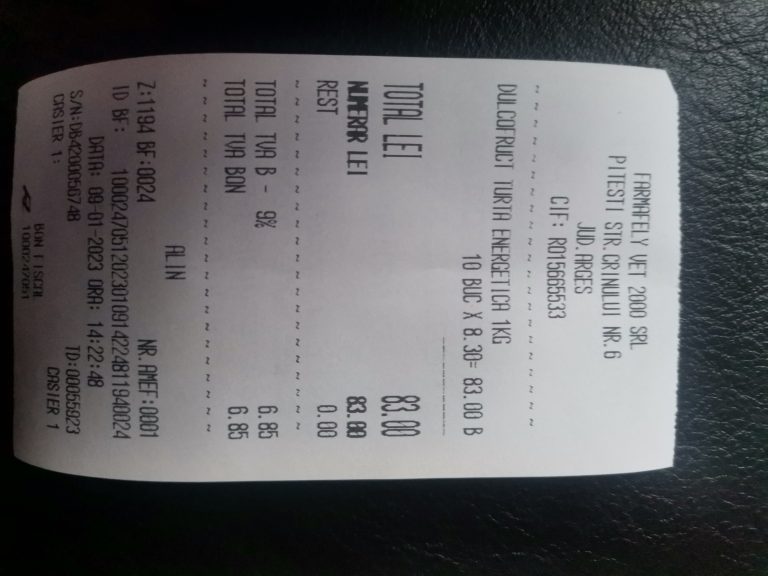 FARMAFELY VET 2000 SRL
PITESTI STR.CRINULUI NR.6
JUD.ARGES
CIF: RO15665533
~ ~ ~ ~ ~ ~ ~ ~ ~ ~ ~ ~ ~ ~ ~ ~
10 BUC X 8.30= 83.00 B
DULCOFRUCT TURTA ENERGETICA 1KG
TOTAL LEI 83.00
NUMERAR LEI 83.00
REST 0.00
~ ~ ~ ~ ~ ~ ~ ~ ~ ~ ~ ~ ~ ~ ~ ~
TOTAL TVA B - 9% 6.85
TOTAL TVA BON 6.85
~ ~ ~ ~ ~ ~ ~ ~ ~ ~ ~ ~ ~ ~ ~ ~
ALIN
Z:1194 BF:0024 NR.AMEF:0001
ID BF: 10002470512023010914224811940024
DATA: 09-01-2023 ORA: 14:22:48
S/N:DB4200056748 TD:00055923
CASIER 1: CASIER 1
BON FISCAL
1000247051